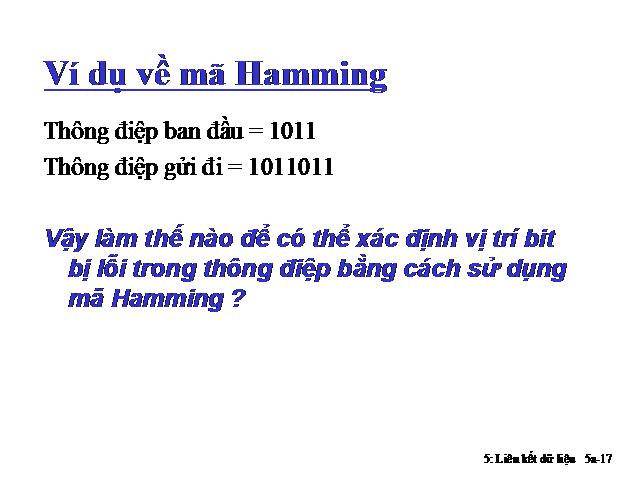 Ví dụ về mã Hamming
Thông điệp ban đầu = 1011
Thông điệp gửi đi = 1011011
Vậy làm thế nào để có thể xác định vị trí bit
bị lỗi trong thông điệp bằng cách sử dụng
mã Hamming ?
5: Liên kết dữ liệu 5a-17